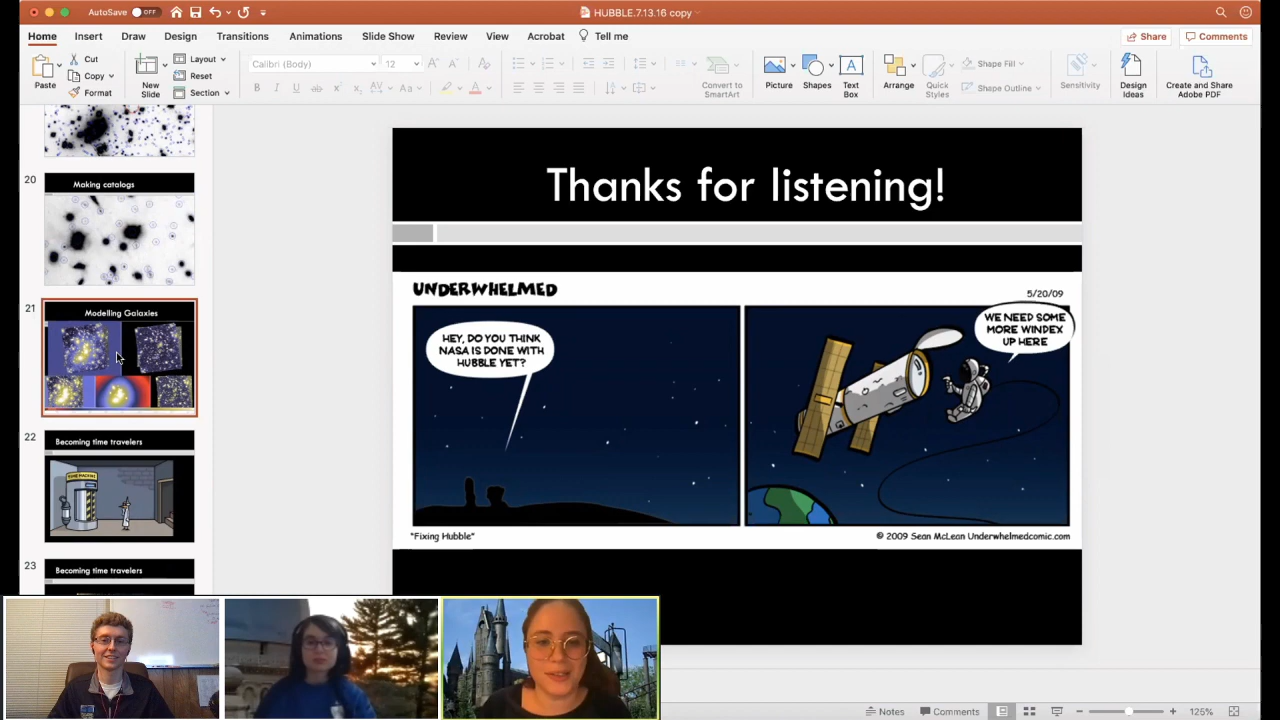 AutoSave OFF
HUBBLE.7.13.16 copy
Home Insert Draw Design Transitions Animations Slide Show Review View Acrobat Tell me
Share Comments
Paste
Cut
Copy
Format
New
Slide
Layout
Reset
Section
Calibri (Body) 12
Convert to
SmartArt
Picture
Shapes
Text
Box
Arrange
Quick
Styles
Shape Fill
Shape Outline
Sensitivity
Design
Ideas
Create and Share
Adobe PDF
20
Making catalogs
21
Modelling Galaxies
22
Becoming time travelers
TIME MACHINE
23
Becoming time travelers
Thanks for listening!
UNDERWHELMED
5/20/09
HEY, DO YOU THINK
NASA IS DONE WITH
HUBBLE YET?
WE NEED SOME
MORE WINDEX
UP HERE
"Fixing Hubble"
© 2009 Sean McLean Underwhelmedcomic.com
Notes Comments 125%